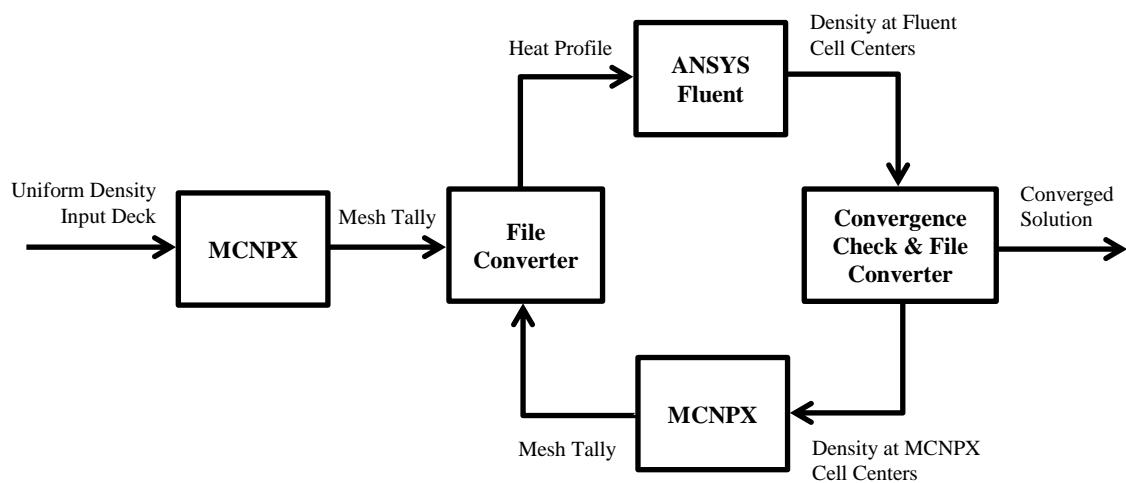 Density at Fluent
Cell Centers
Heat Profile
ANSYS
Fluent
Uniform Density
Input Deck
MCNPX
Mesh Tally
File
Converter
Convergence
Check & File
Converter
Converged
Solution
MCNPX
Mesh Tally
Density at MCNPX
Cell Centers